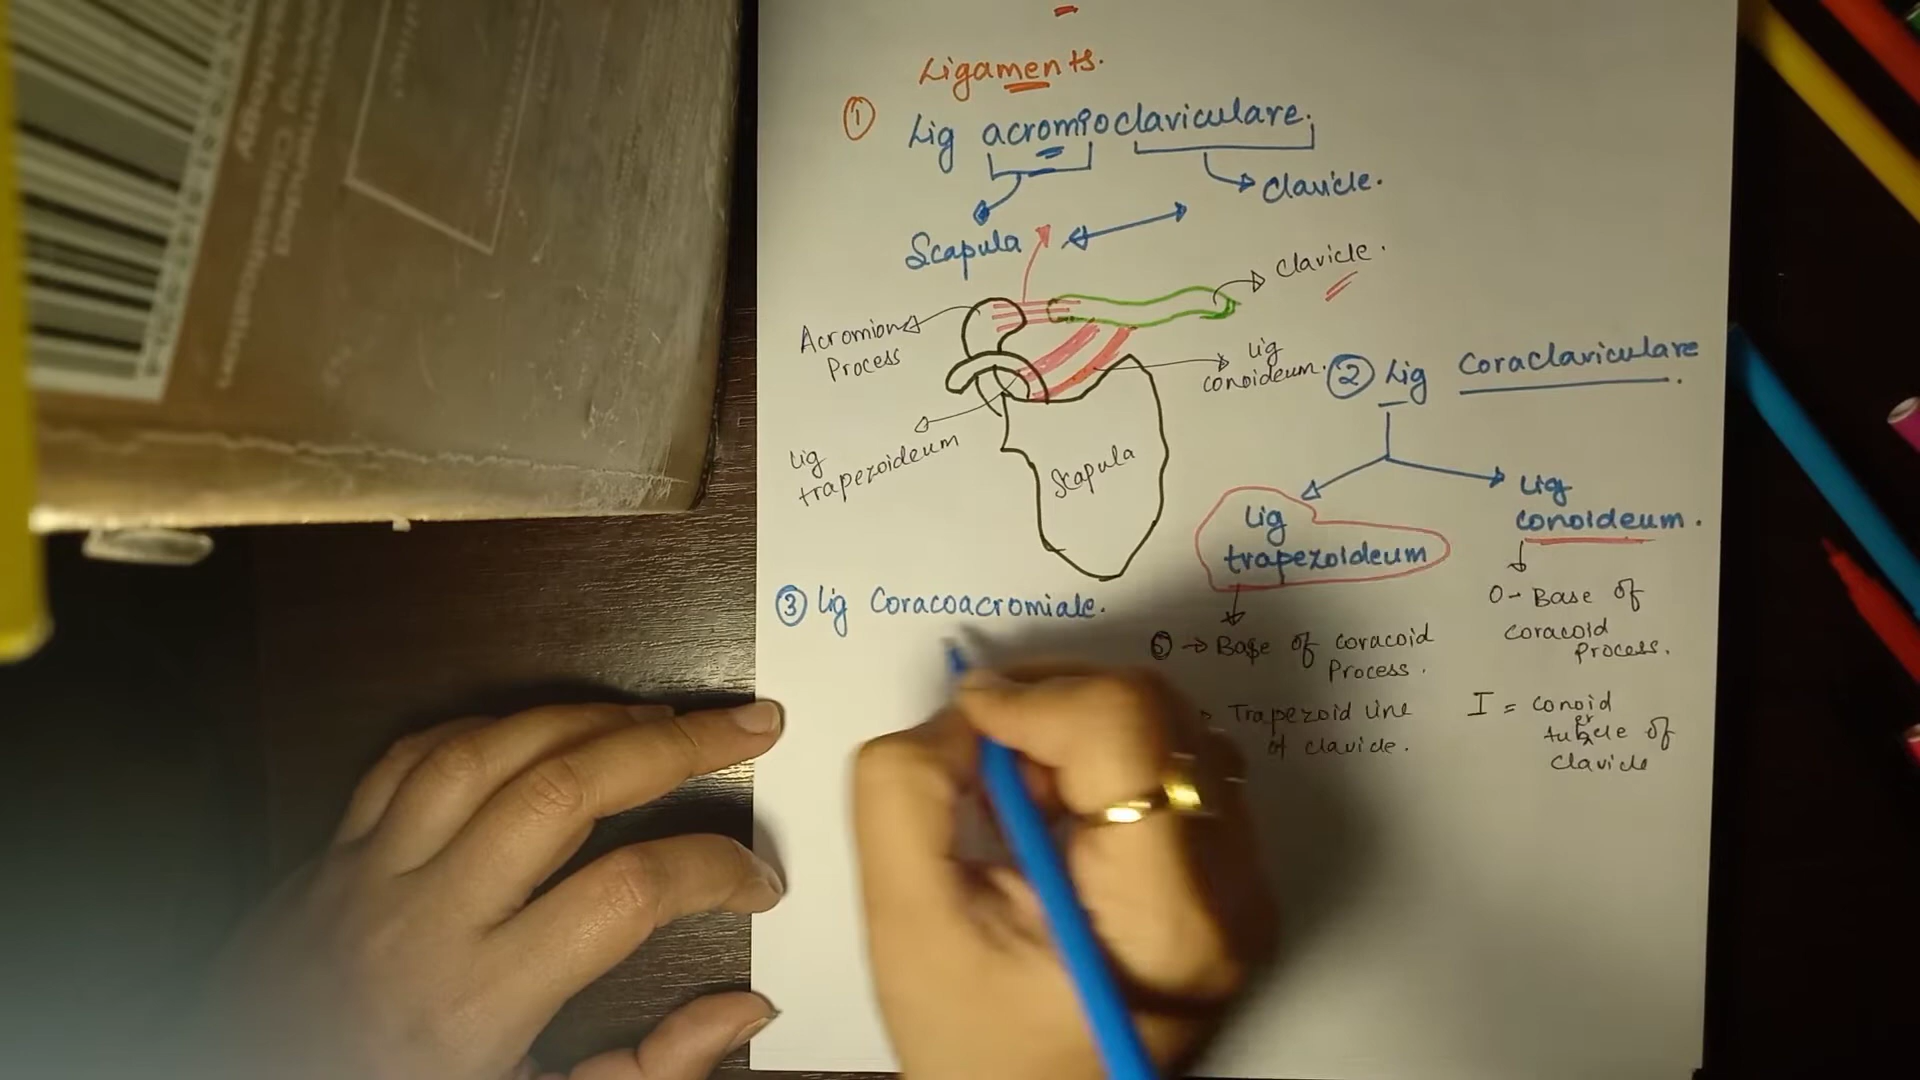 Ligaments.
① Lig acromioclaviculare.
Clavicle.
Scapula
Clavicle.
Acromion
Process
Lig
conoideum.
② Lig Coraclaviculare
Lig
trapezoideum
Scapula
Lig
trapezoideum
Lig
conoideum.
③ Lig Coracoacromiale.
O → Base of coracoid
Process.
Trapezoid line
of clavicle.
O → Base of
Coracoid
Process.
I = Conoid
of
Clavicle